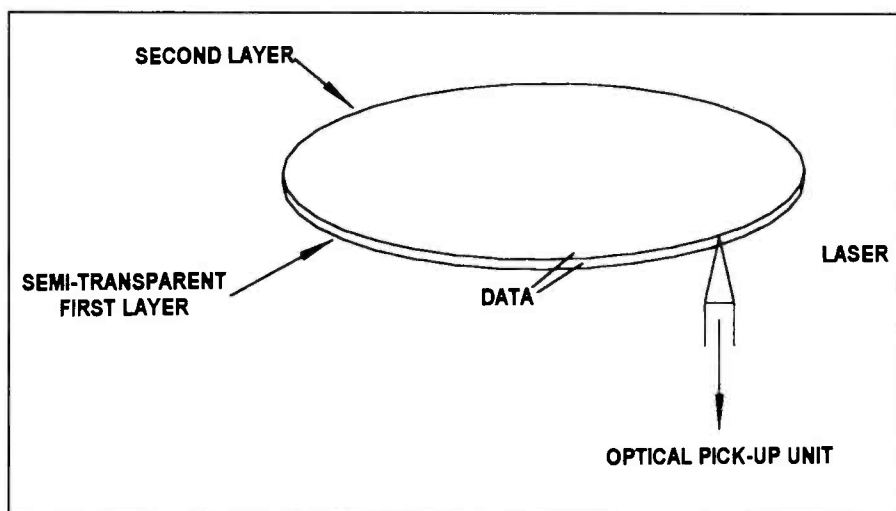 SECOND LAYER
SEMI-TRANSPARENT
FIRST LAYER
DATA
LASER
OPTICAL PICK-UP UNIT